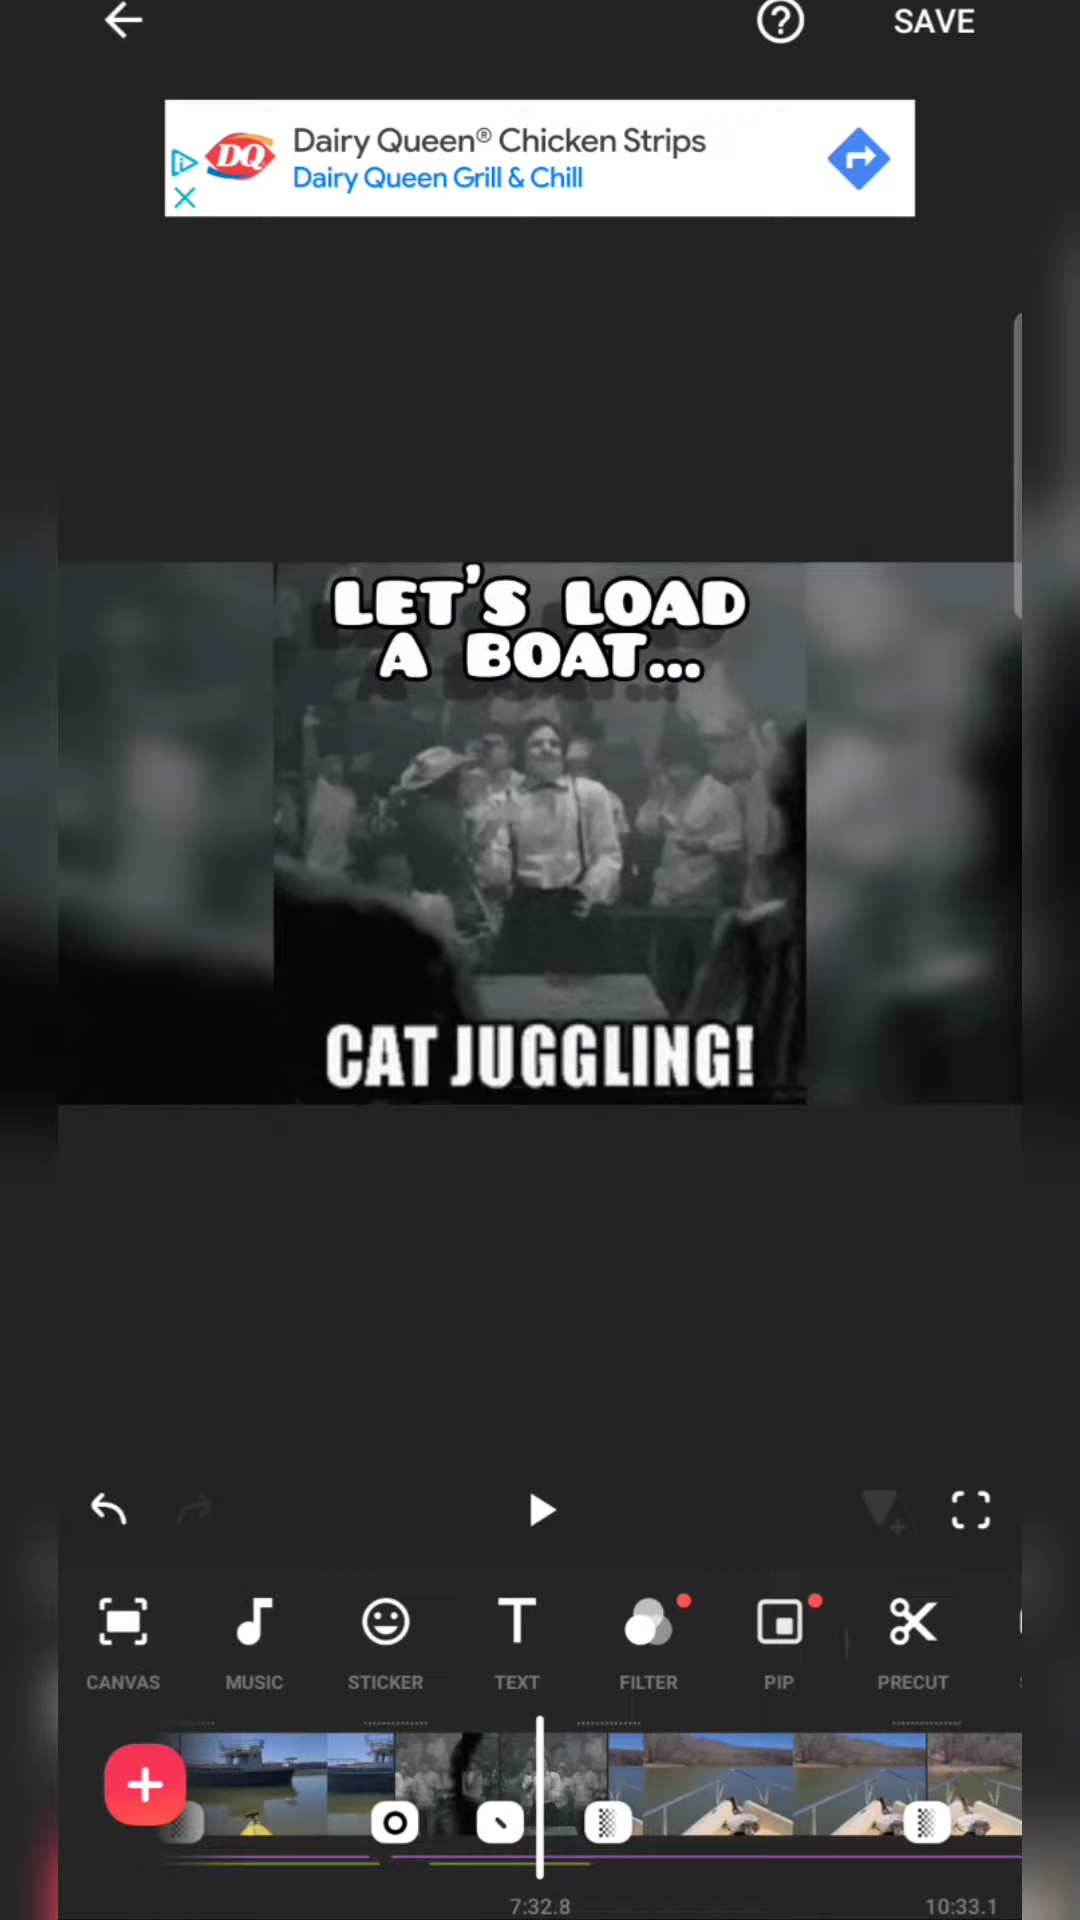 SAVE
DQ
Dairy Queen® Chicken Strips
Dairy Queen Grill & Chill
LET'S LOAD
A BOAT...
CAT JUGGLING!
CANVAS MUSIC STICKER TEXT FILTER PIP PRECUT
7:32.8 10:33.1